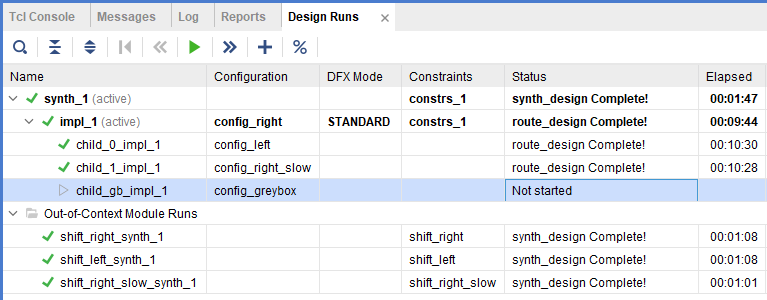 Tcl Console Messages Log Reports Design Runs
Name Configuration DFX Mode Constraints Status Elapsed
synth_1 (active) constrs_1 synth_design Complete! 00:01:47
impl_1 (active) config_right STANDARD constrs_1 route_design Complete! 00:09:44
child_0_impl_1 config_left route_design Complete! 00:10:30
child_1_impl_1 config_right_slow route_design Complete! 00:10:28
child_gb_impl_1 config_greybox Not started
Out-of-Context Module Runs
shift_right_synth_1 shift_right synth_design Complete! 00:01:08
shift_left_synth_1 shift_left synth_design Complete! 00:01:08
shift_right_slow_synth_1 shift_right_slow synth_design Complete! 00:01:01